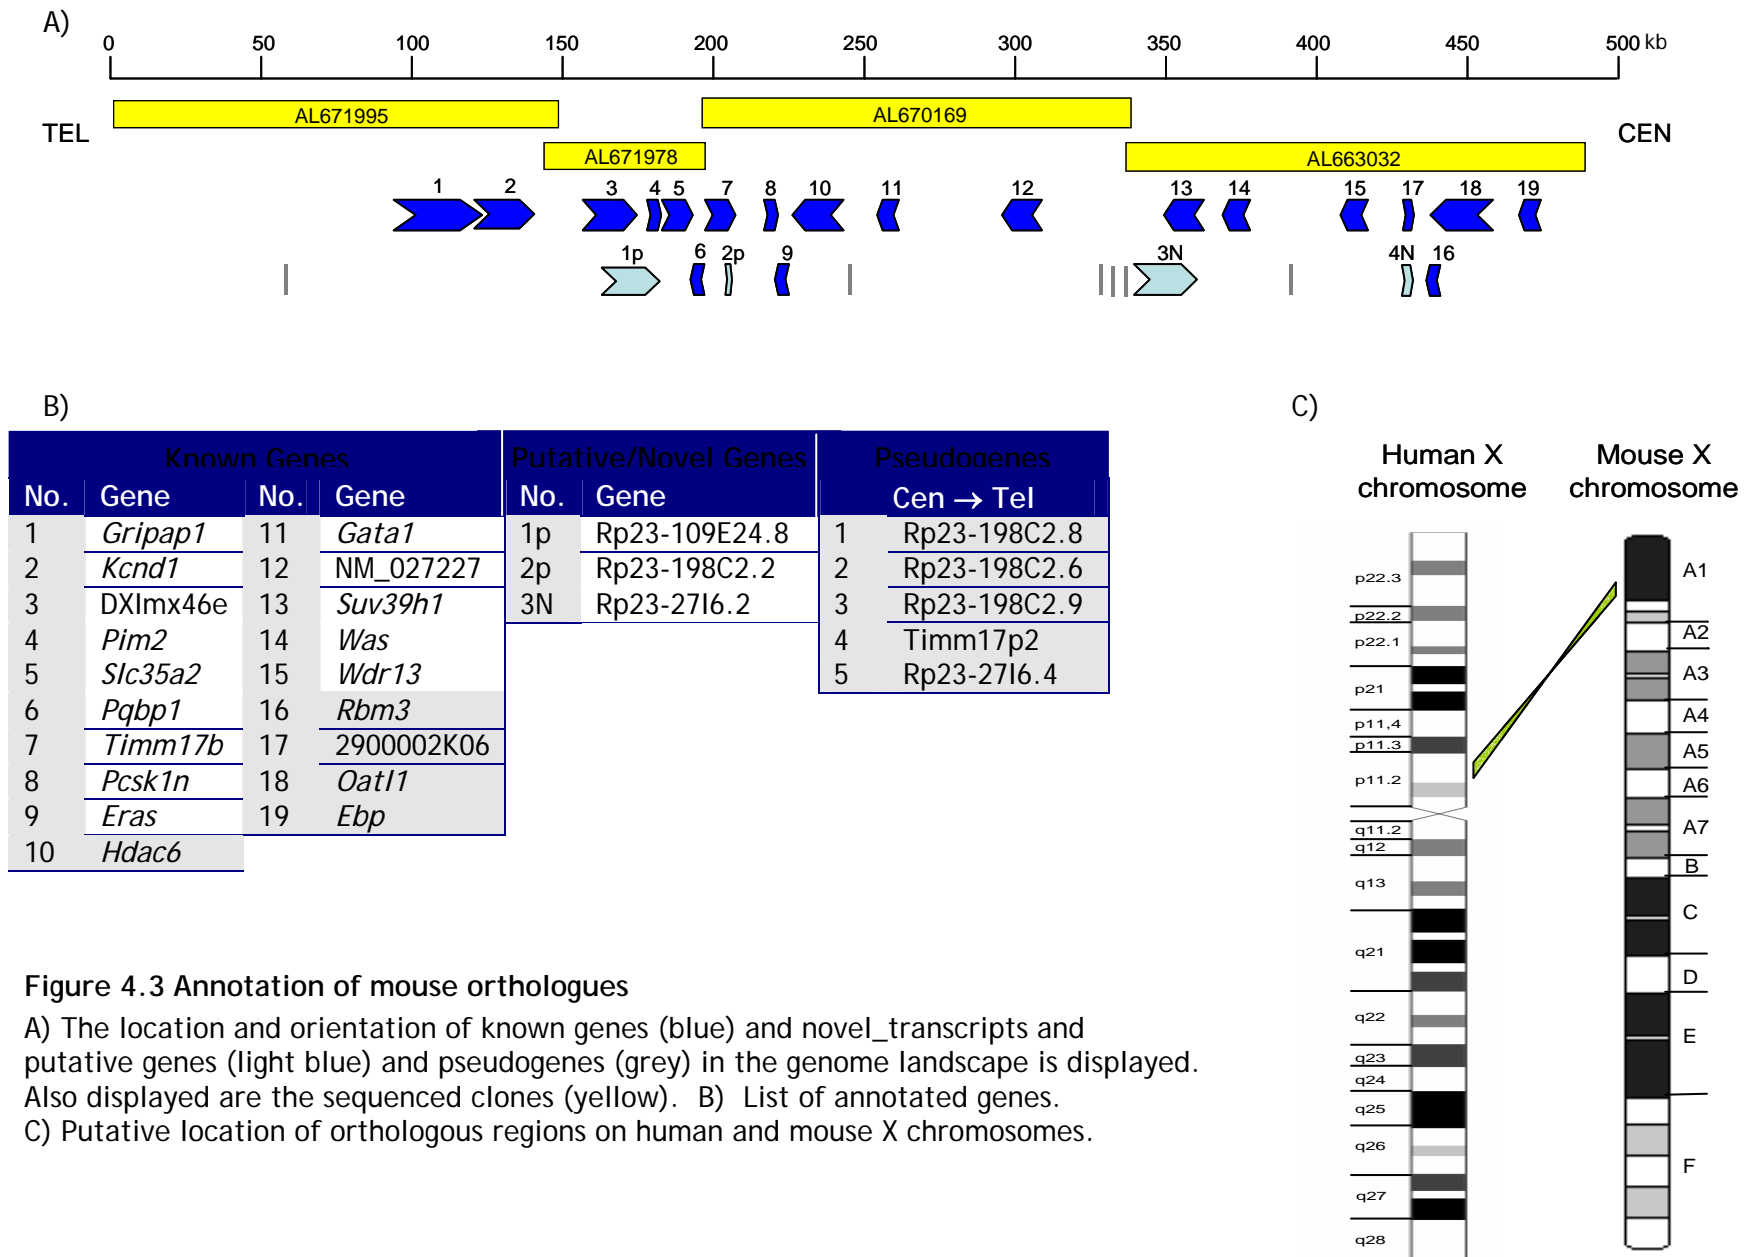 A)
0 50 100 150 200 250 300 350 400 450 500 kb
AL671995 AL670169
TEL CEN
AL671978 AL663032
1 2 3 4 5 7 8 10 11 12 13 14 15 17 18 19
1p 6 2p 9 3N 4N 16
B)
Known Genes Putative/Novel Genes Pseudogenes
No. Gene No. Gene No. Gene Cen → Tel
1 Gripap1 11 Gata1 1p Rp23-109E24.8 1 Rp23-198C2.8
2 Kcnd1 12 NM_027227 2p Rp23-198C2.2 2 Rp23-198C2.6
3 DXImx46e 13 Suv39h1 3N Rp23-27I6.2 3 Rp23-198C2.9
4 Pim2 14 Was 4 Timm17p2
5 Slc35a2 15 Wdr13 5 Rp23-27I6.4
6 Pqbp1 16 Rbm3
7 Timm17b 17 2900002K06
8 Pcsk1n 18 Oatl1
9 Eras 19 Ebp
10 Hdac6
C)
Human X chromosome
Mouse X chromosome
p22.3
p22.2
p22.1
p21
p11,4
p11.3
p11.2
q11.2
q12
q13
q21
q22
q23
q24
q25
q26
q27
q28
A1
A2
A3
A4
A5
A6
A7
B
C
D
E
F
Figure 4.3 Annotation of mouse orthologues
A) The location and orientation of known genes (blue) and novel_transcripts and
putative genes (light blue) and pseudogenes (grey) in the genome landscape is displayed.
Also displayed are the sequenced clones (yellow). B) List of annotated genes.
C) Putative location of orthologous regions on human and mouse X chromosomes.